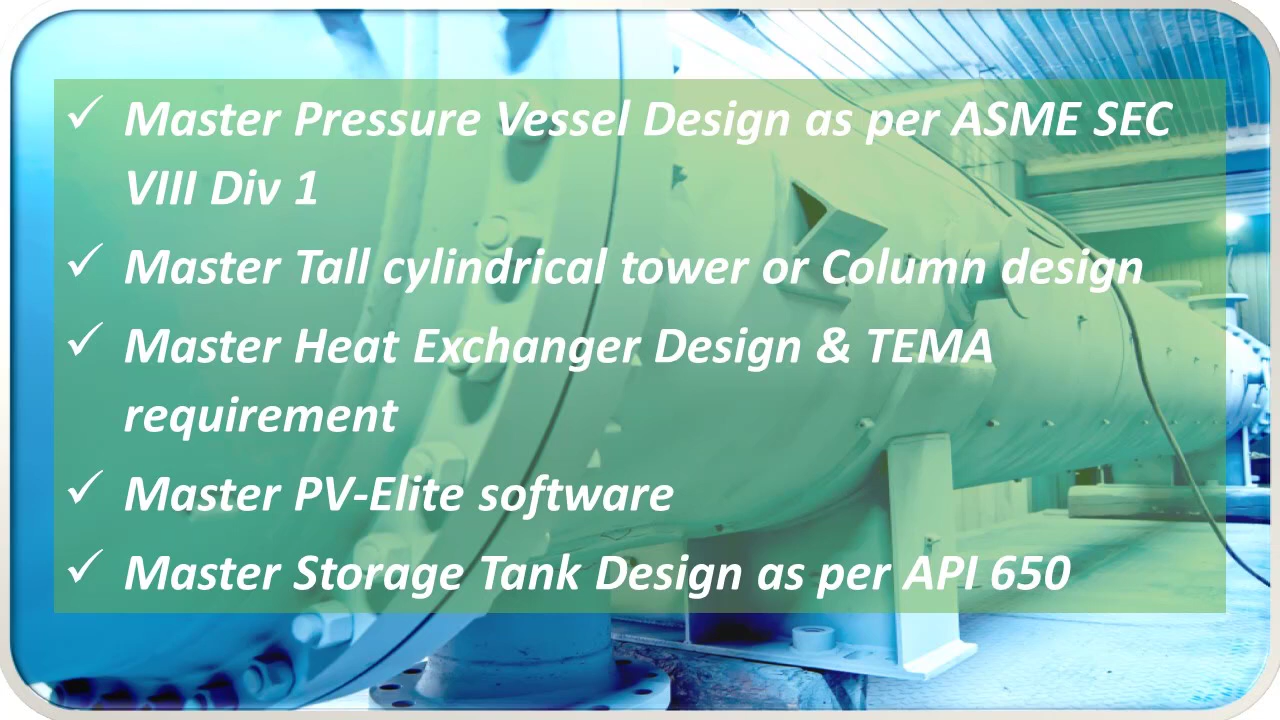 ✓ Master Pressure Vessel Design as per ASME SEC
VIII Div 1
✓ Master Tall cylindrical tower or Column design
✓ Master Heat Exchanger Design & TEMA
requirement
✓ Master PV-Elite software
✓ Master Storage Tank Design as per API 650